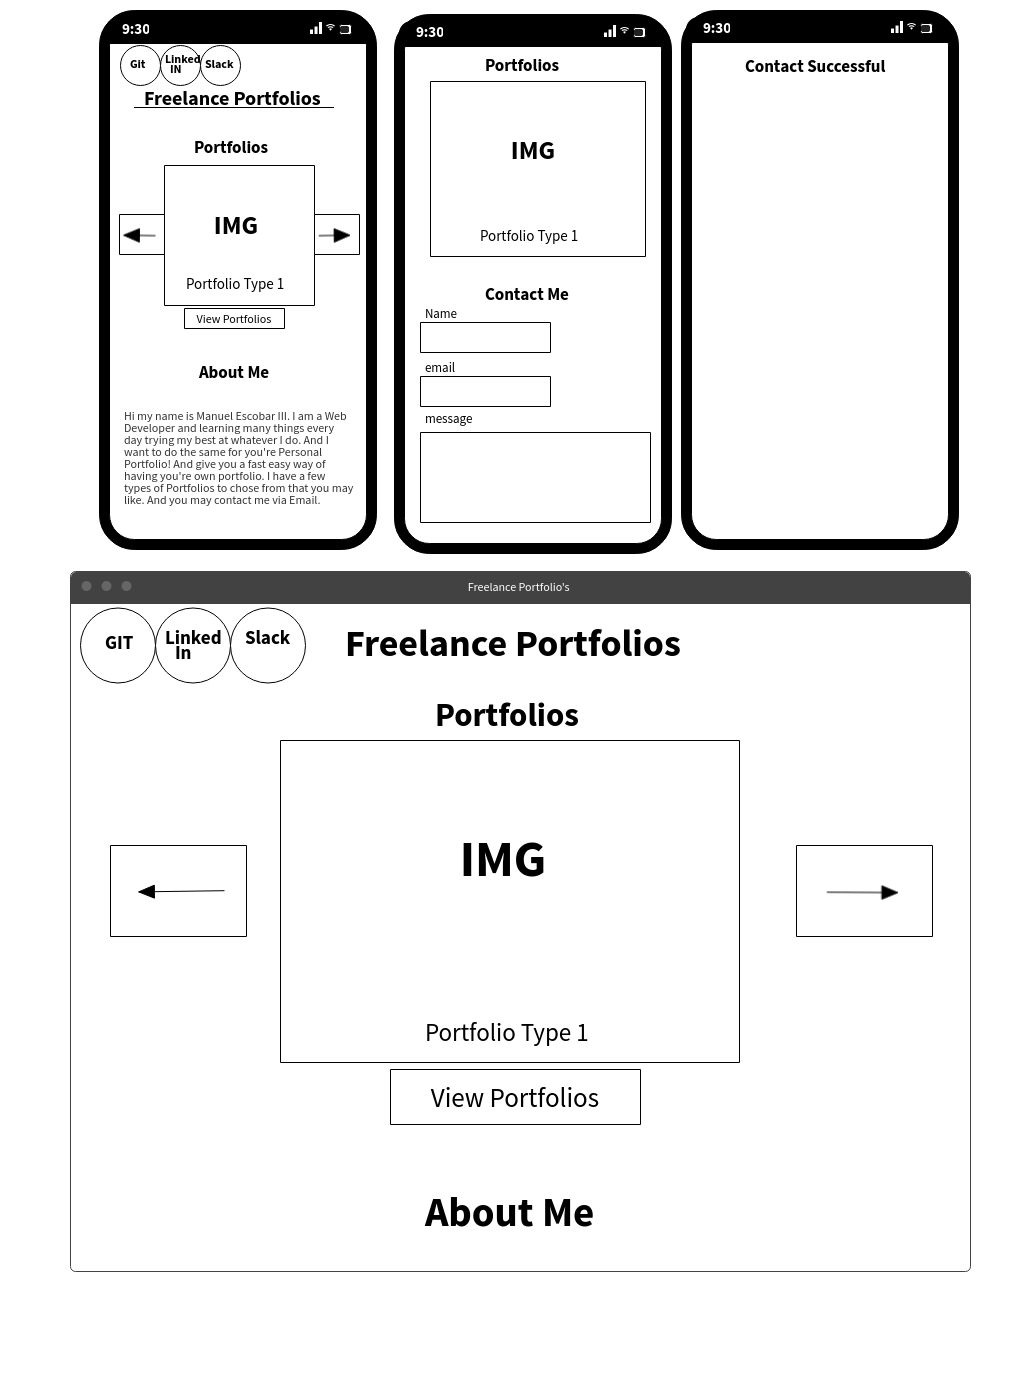 9:30
Git
Linked
IN
Slack
Freelance Portfolios
Portfolios
IMG
Portfolio Type 1
View Portfolios
About Me
Hi my name is Manuel Escobar III. I am a Web
Developer and learning many things every
day trying my best at whatever I do. And I
want to do the same for you're Personal
Portfolio! And give you a fast easy way of
having you're own portfolio. I have a few
types of Portfolios to chose from that you may
like. And you may contact me via Email.
9:30
Portfolios
IMG
Portfolio Type 1
Contact Me
Name
email
message
9:30
Contact Successful
Freelance Portfolio's
GIT
Linked
In
Slack
Freelance Portfolios
Portfolios
IMG
Portfolio Type 1
View Portfolios
About Me